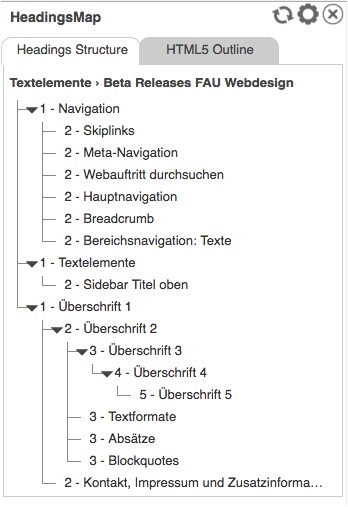 HeadingsMap
Headings Structure
HTML5 Outline
Textelemente › Beta Releases FAU Webdesign
1 - Navigation
2 - Skiplinks
2 - Meta-Navigation
2 - Webauftritt durchsuchen
2 - Hauptnavigation
2 - Breadcrumb
2 - Bereichsnavigation: Texte
1 - Textelemente
2 - Sidebar Titel oben
1 - Überschrift 1
2 - Überschrift 2
3 - Überschrift 3
4 - Überschrift 4
5 - Überschrift 5
3 - Textformate
3 - Absätze
3 - Blockquotes
2 - Kontakt, Impressum und Zusatzinforma…